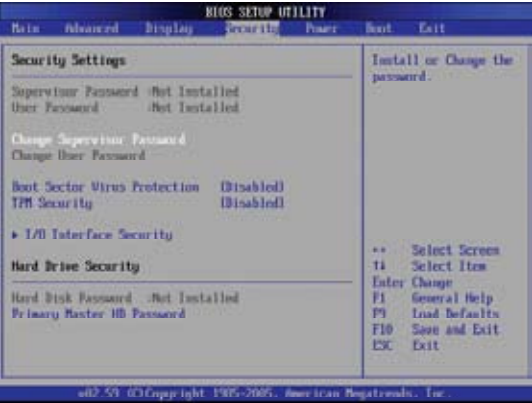 BIOS SETUP UTILITY
Main Advanced Display Security Power Boot Exit
Security Settings
Supervisor Password :Not Installed
User Password :Not Installed
Change Supervisor Password
Change User Password
Boot Sector Virus Protection [Disabled]
TPM Security [Disabled]
▸ I/O Interface Security
Hard Drive Security
Hard Disk Password :Not Installed
Primary Master HD Password
Install or Change the
password.
↔ Select Screen
↑↓ Select Item
Enter Change
F1 General Help
F9 Load Defaults
F10 Save and Exit
ESC Exit
v02.59 (C)Copyright 1985-2005, American Megatrends, Inc.